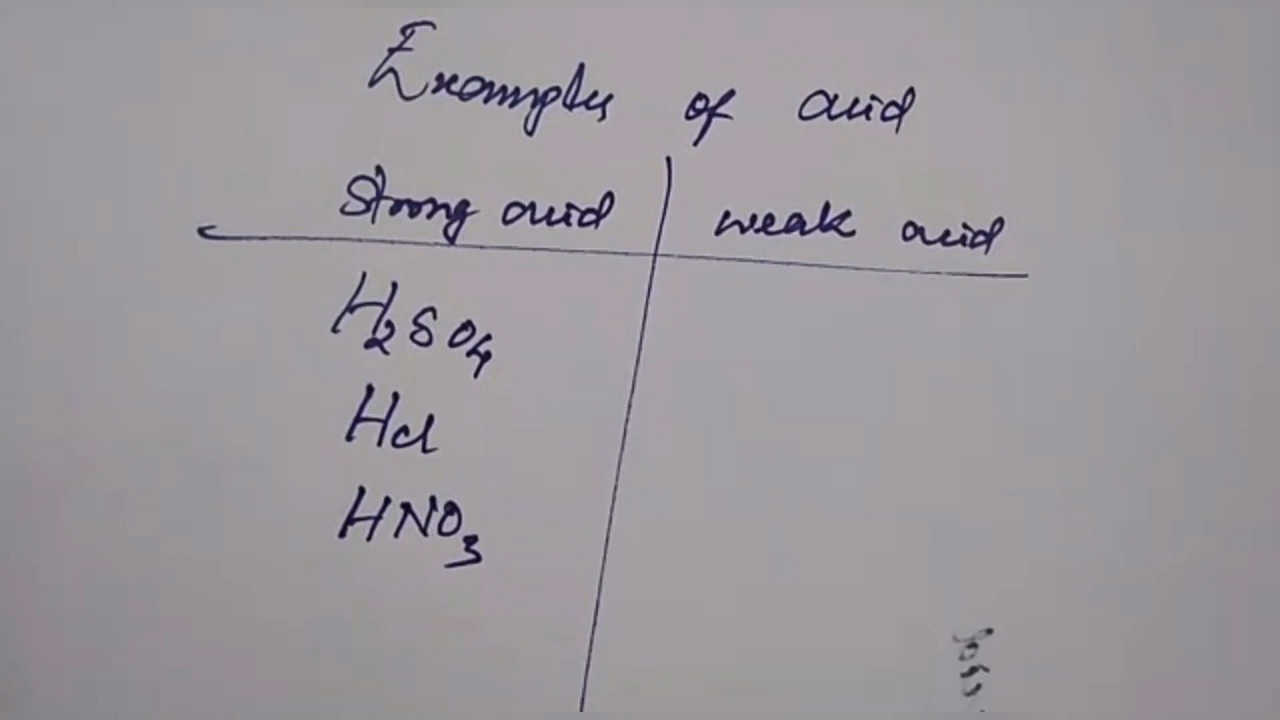 Examples of acid
Strong acid weak acid
H₂SO₄
HCl
HNO₃